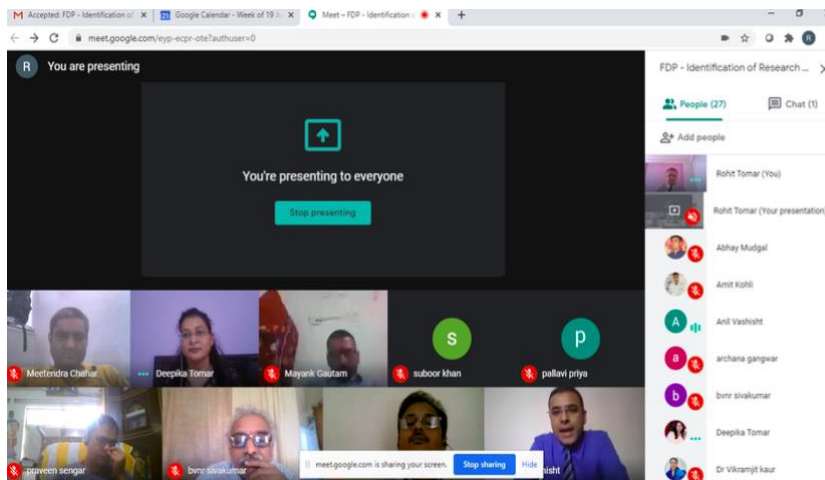 Accepted: FDP - Identification of
Google Calendar - Week of 19 J
Meet – FDP - Identification o
meet.google.com/eyp-ecpr-ote?authuser=0
R
R You are presenting
FDP - Identification of Research ...
People (27)
Chat (1)
Add people
You're presenting to everyone
Stop presenting
Rohit Tomar (You)
Rohit Tomar (Your presentation)
Abhay Mudgal
Amit Kohli
A Anil Vashisht
a archana gangwar
b bvnr sivakumar
Deepika Tomar
Dr Vikramjit kaur
s
p
Meetendra Chahar
Deepika Tomar
Mayank Gautam
suboor khan
pallavi priya
praveen sengar
bvnr sivakumar
meet.google.com is sharing your screen.
Stop sharing
Hide
isht